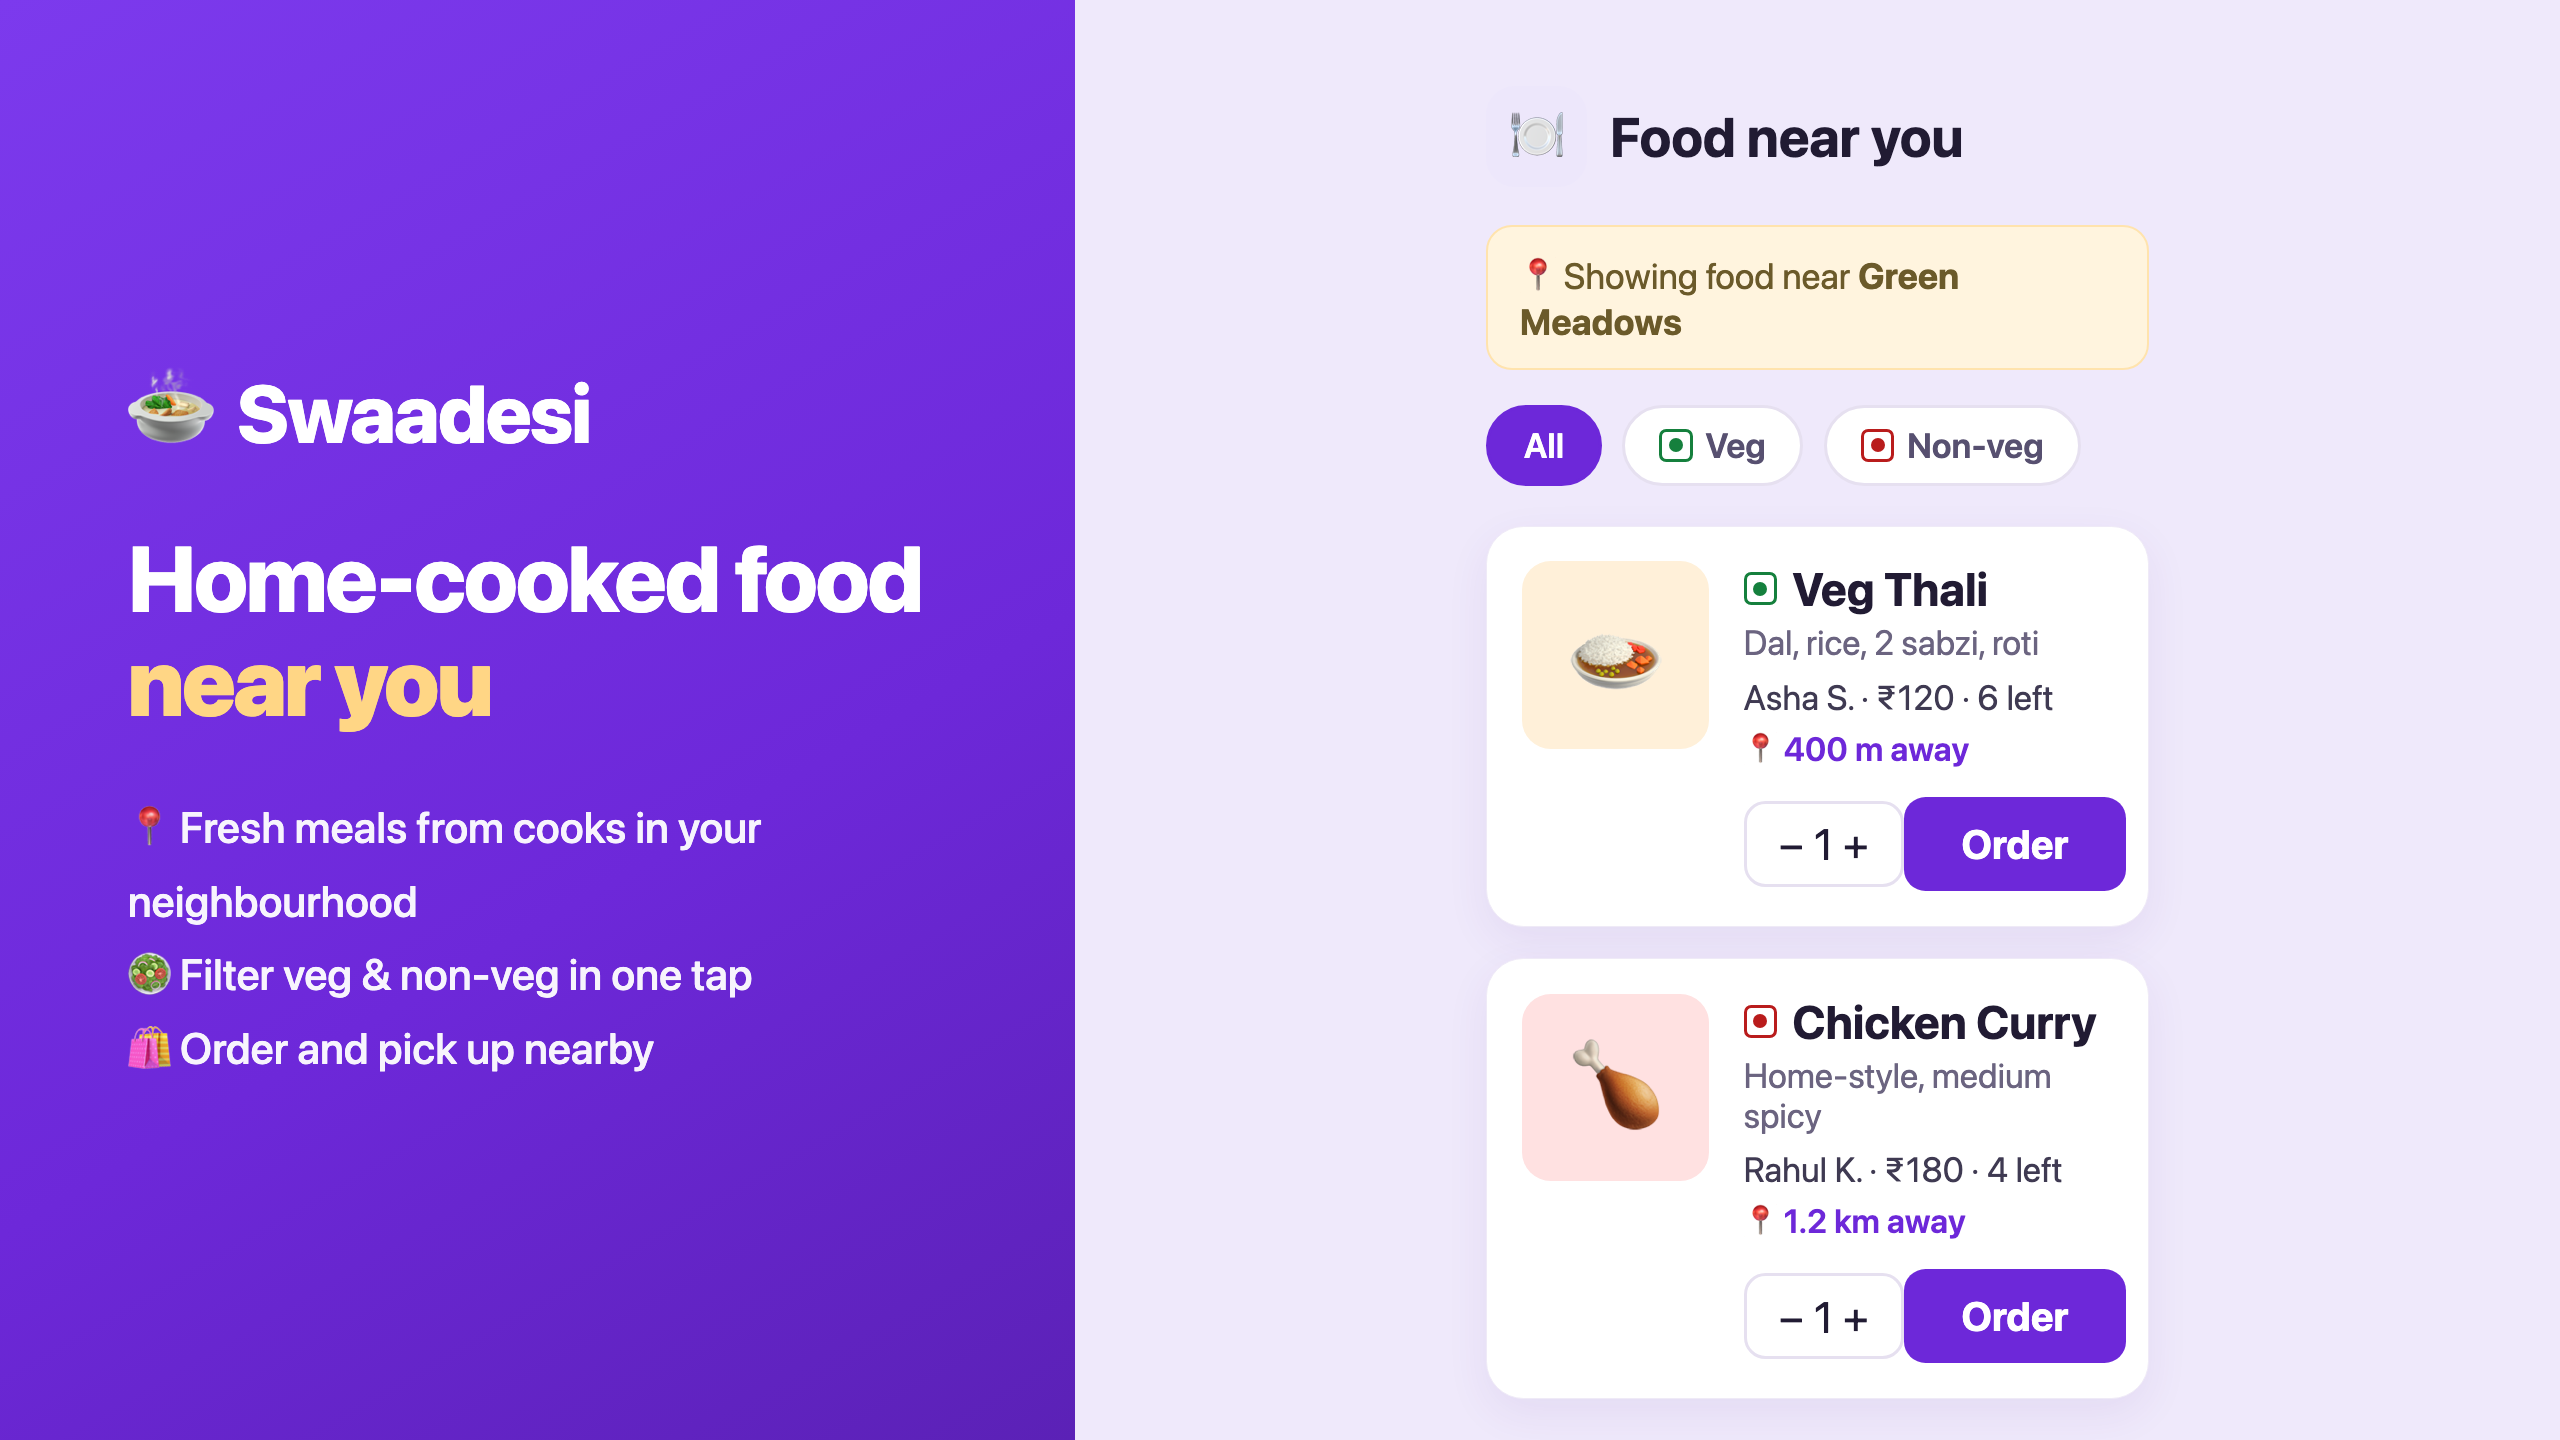 Swaadesi
Home-cooked food
near you
Fresh meals from cooks in your
neighbourhood
Filter veg & non-veg in one tap
Order and pick up nearby
Food near you
Showing food near Green
Meadows
All
Veg
Non-veg
Veg Thali
Dal, rice, 2 sabzi, roti
Asha S. · ₹120 · 6 left
400 m away
– 1 +
Order
Chicken Curry
Home-style, medium
spicy
Rahul K. · ₹180 · 4 left
1.2 km away
– 1 +
Order